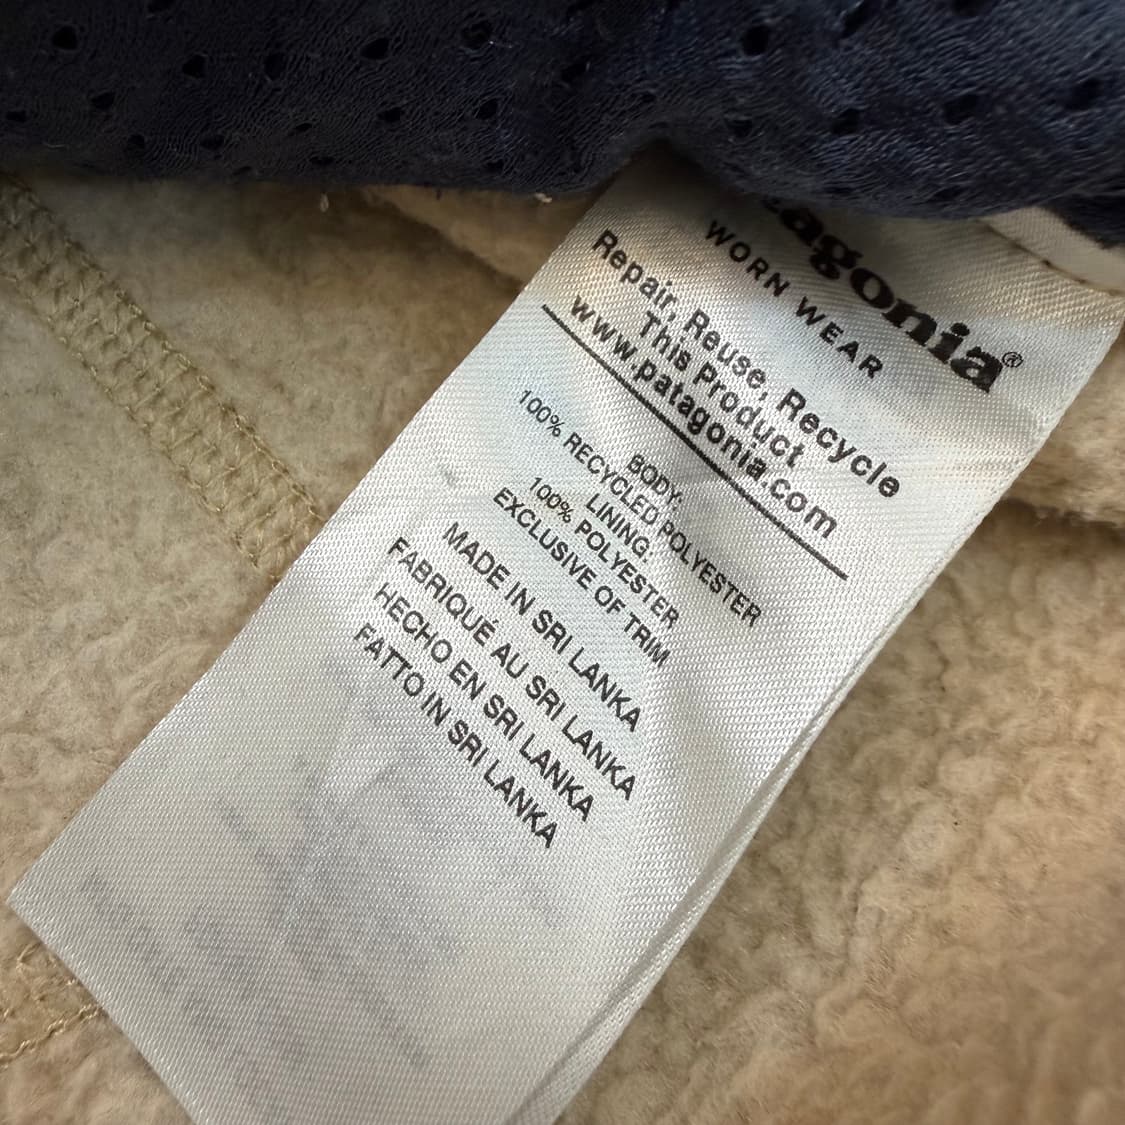 agonia®
WORN WEAR
Repair, Reuse, Recycle
This Product
www.patagonia.com
BODY:
100% RECYCLED POLYESTER
LINING:
100% POLYESTER
EXCLUSIVE OF TRIM
MADE IN SRI LANKA
FABRIQUÉ AU SRI LANKA
HECHO EN SRI LANKA
FATTO IN SRI LANKA